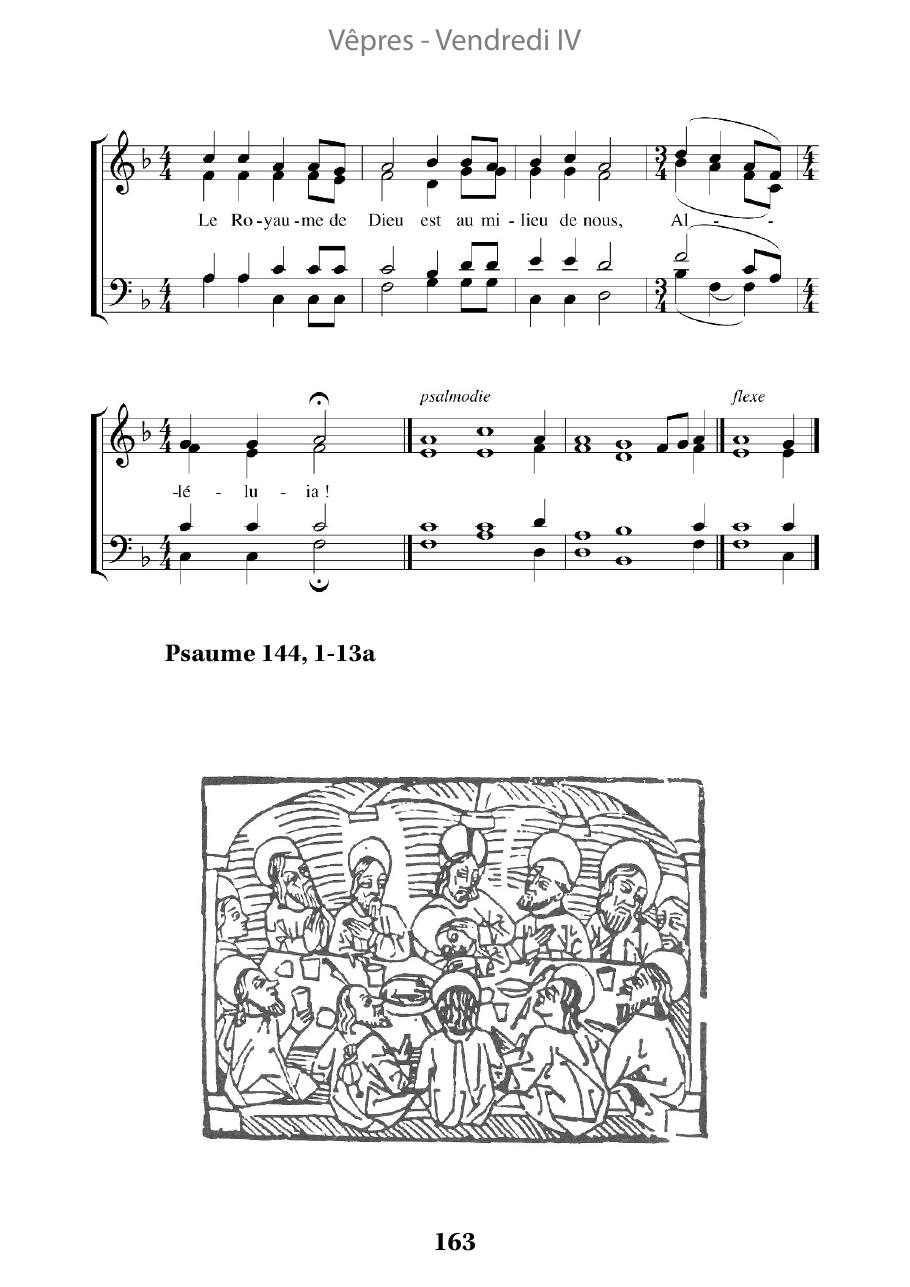 Vêpres - Vendredi IV
Le Ro - yau - me de Dieu est au mi - lieu de nous, Al - - -
psalmodie flexe
-lé - lu - ia !
Psaume 144, 1-13a
163